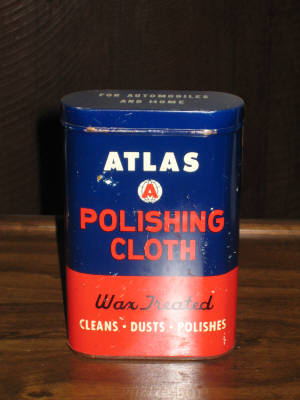 FOR AUTOMOBILES
AND HOME
ATLAS
A
POLISHING
CLOTH
Wax Treated
CLEANS · DUSTS · POLISHES